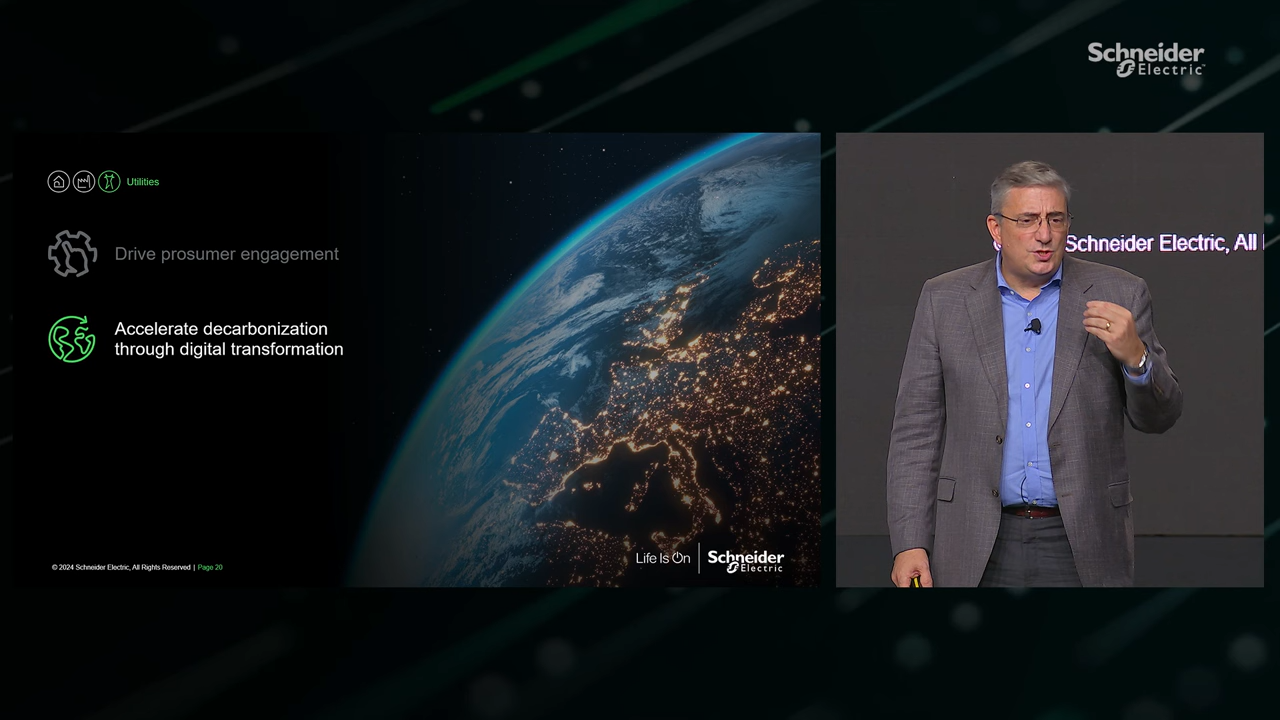 Schneider
Electric
Utilities
Drive prosumer engagement
Accelerate decarbonization
through digital transformation
© 2024 Schneider Electric, All Rights Reserved | Page 20
Life Is On
Schneider
Electric
Schneider Electric, All